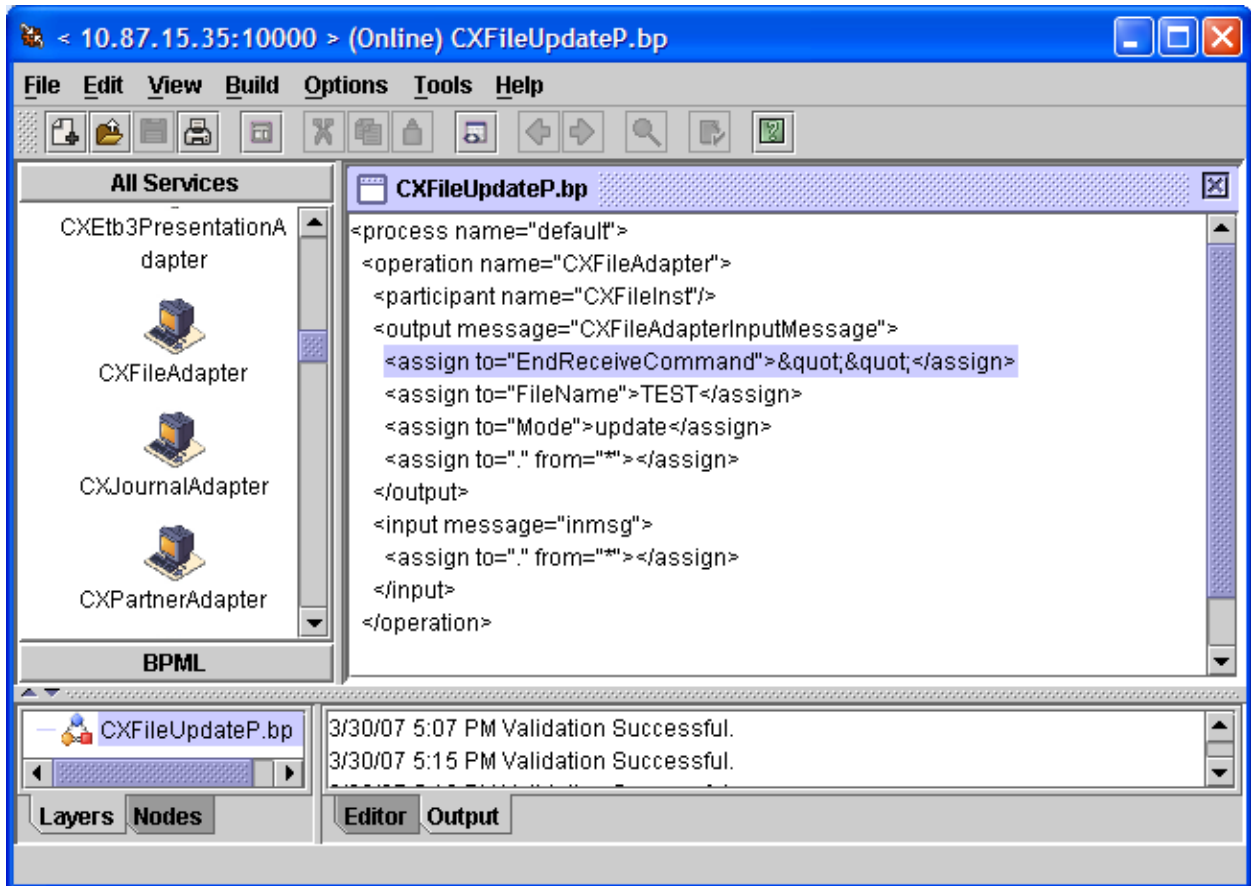 < 10.87.15.35:10000 > (Online) CXFileUpdateP.bp
File Edit View Build Options Tools Help
All Services
CXEtb3PresentationA
dapter
CXFileAdapter
CXJournalAdapter
CXPartnerAdapter
BPML
CXFileUpdateP.bp
<process name="default">
<operation name="CXFileAdapter">
<participant name="CXFileInst"/>
<output message="CXFileAdapterInputMessage">
<assign to="EndReceiveCommand">&quot;&quot;</assign>
<assign to="FileName">TEST</assign>
<assign to="Mode">update</assign>
<assign to="." from="*"></assign>
</output>
<input message="inmsg">
<assign to="." from="*"></assign>
</input>
</operation>
CXFileUpdateP.bp
Layers Nodes
3/30/07 5:07 PM Validation Successful.
3/30/07 5:15 PM Validation Successful.
Editor Output